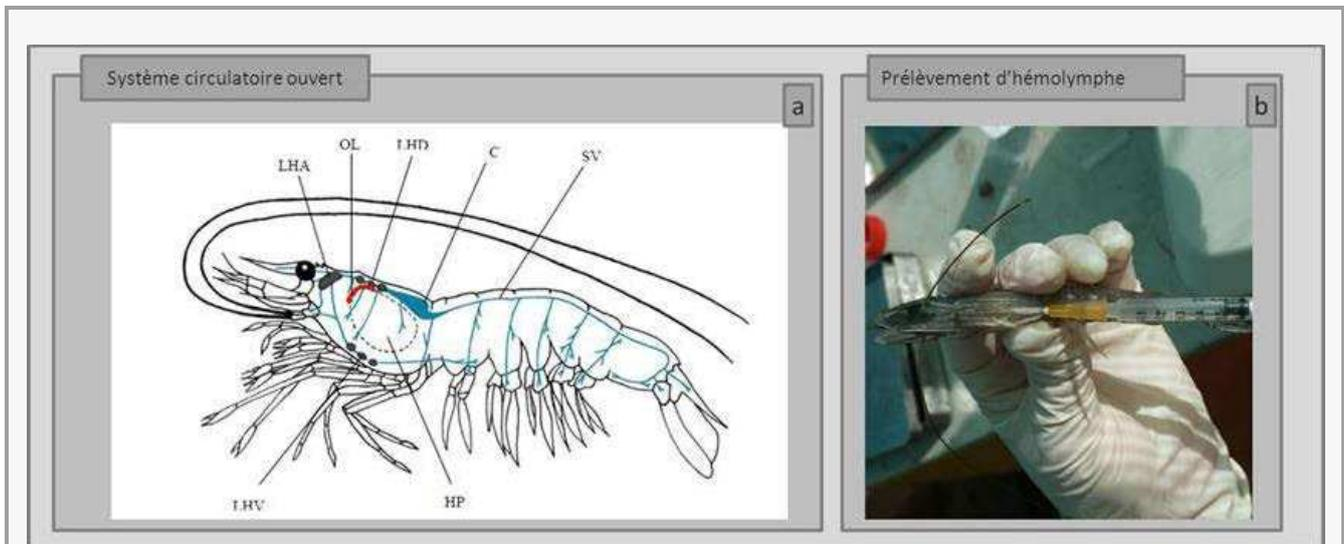 Système circulatoire ouvert
a
OL
LHD
C
SV
LHA
LHV
HP
Prélèvement d'hémolymphe
b